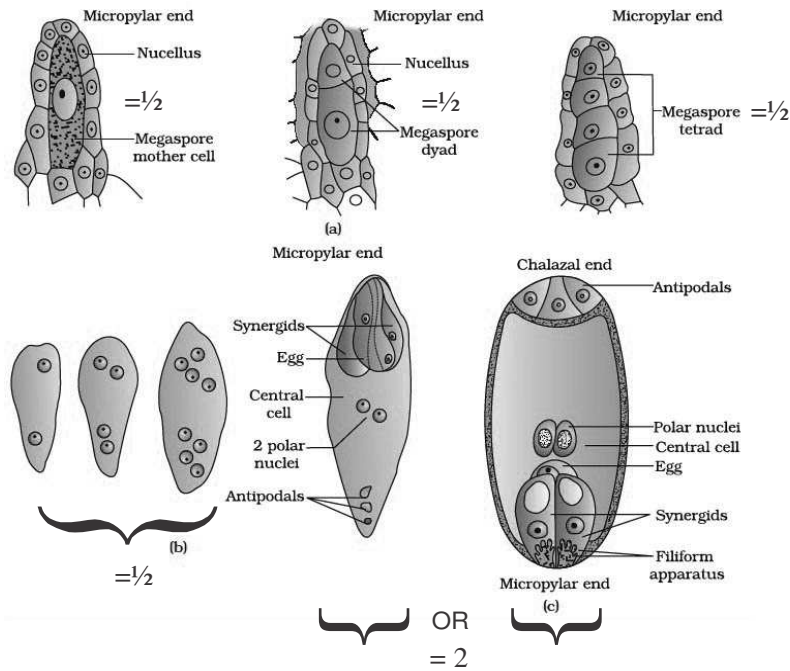 Micropylar end
Nucellus
=½
Megaspore
mother cell
Micropylar end
Nucellus
=½
Megaspore
dyad
Micropylar end
Megaspore
tetrad
=½
(a)
Micropylar end
Synergids
Egg
Central
cell
2 polar
nuclei
Antipodals
(b)
=½
Chalazal end
Antipodals
Polar nuclei
Central cell
Egg
Synergids
Filiform
apparatus
Micropylar end
(c)
OR
= 2